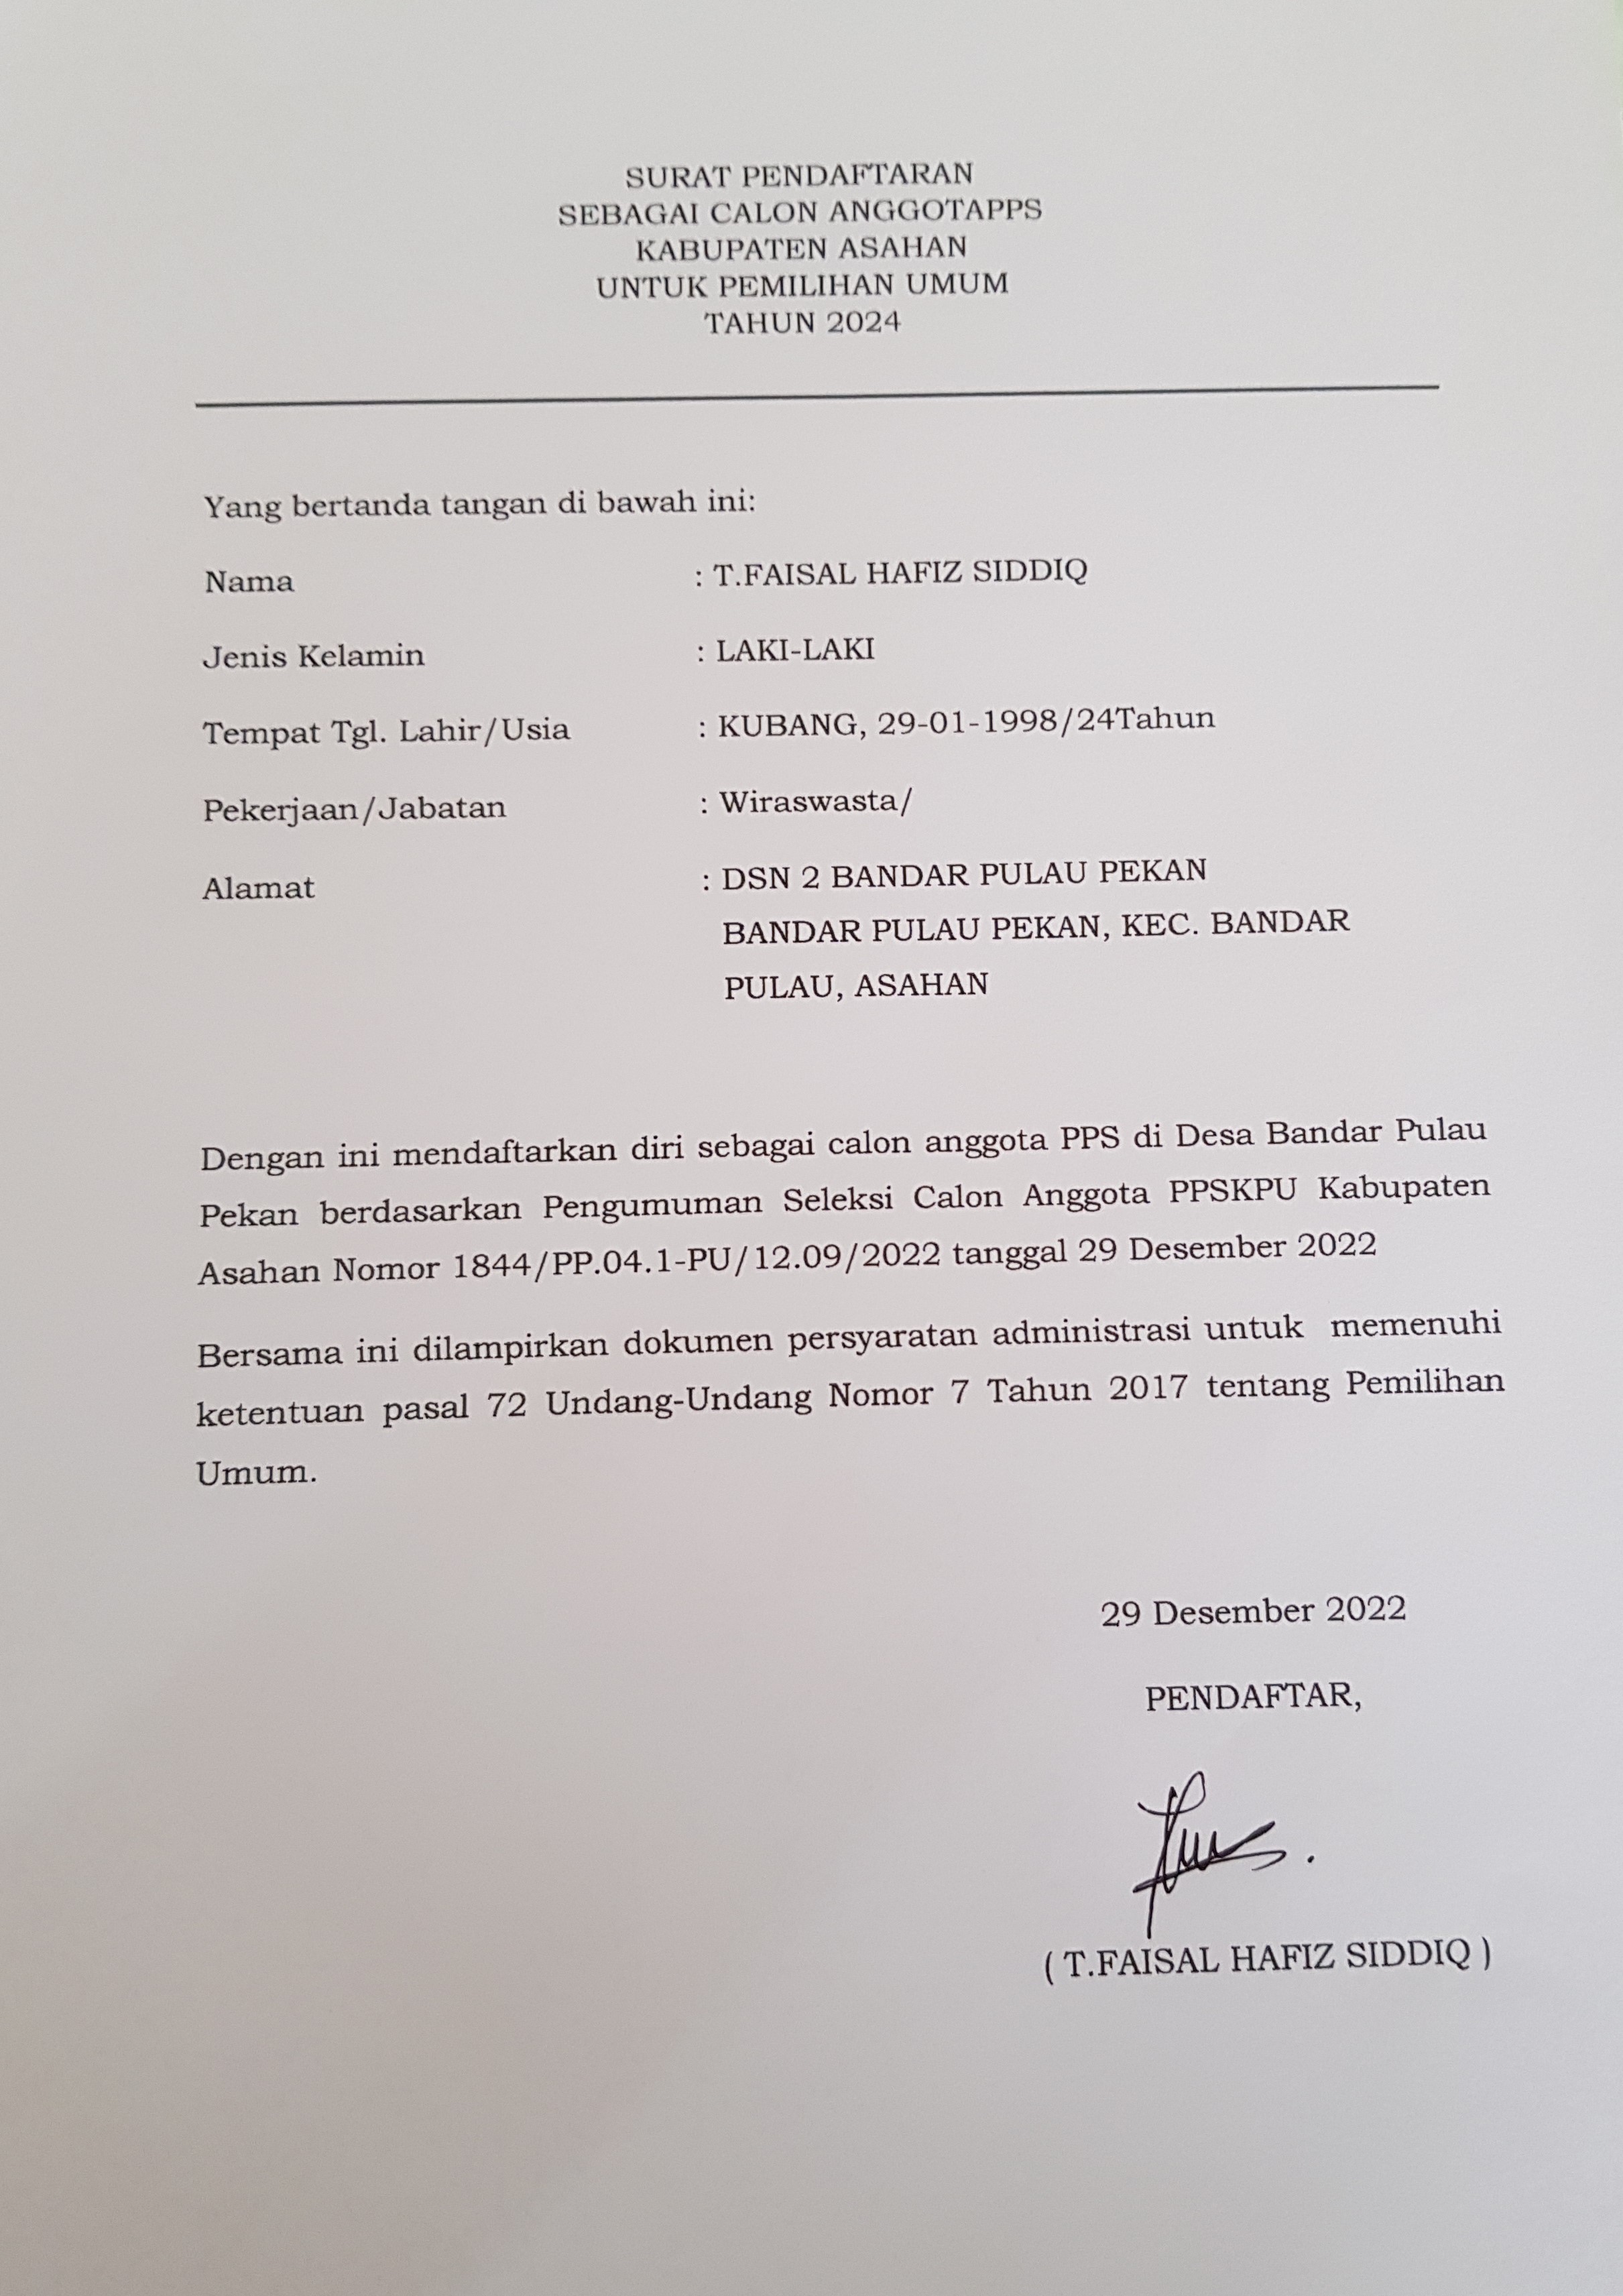 SURAT PENDAFTARAN
SEBAGAI CALON ANGGOTAPPS
KABUPATEN ASAHAN
UNTUK PEMILIHAN UMUM
TAHUN 2024
Yang bertanda tangan di bawah ini:
Nama : T.FAISAL HAFIZ SIDDIQ
Jenis Kelamin : LAKI-LAKI
Tempat Tgl. Lahir/Usia : KUBANG, 29-01-1998/24Tahun
Pekerjaan/Jabatan : Wiraswasta/
Alamat : DSN 2 BANDAR PULAU PEKAN
BANDAR PULAU PEKAN, KEC. BANDAR
PULAU, ASAHAN
Dengan ini mendaftarkan diri sebagai calon anggota PPS di Desa Bandar Pulau
Pekan berdasarkan Pengumuman Seleksi Calon Anggota PPSKPU Kabupaten
Asahan Nomor 1844/PP.04.1-PU/12.09/2022 tanggal 29 Desember 2022
Bersama ini dilampirkan dokumen persyaratan administrasi untuk memenuhi
ketentuan pasal 72 Undang-Undang Nomor 7 Tahun 2017 tentang Pemilihan
Umum.
29 Desember 2022
PENDAFTAR,
( T.FAISAL HAFIZ SIDDIQ )